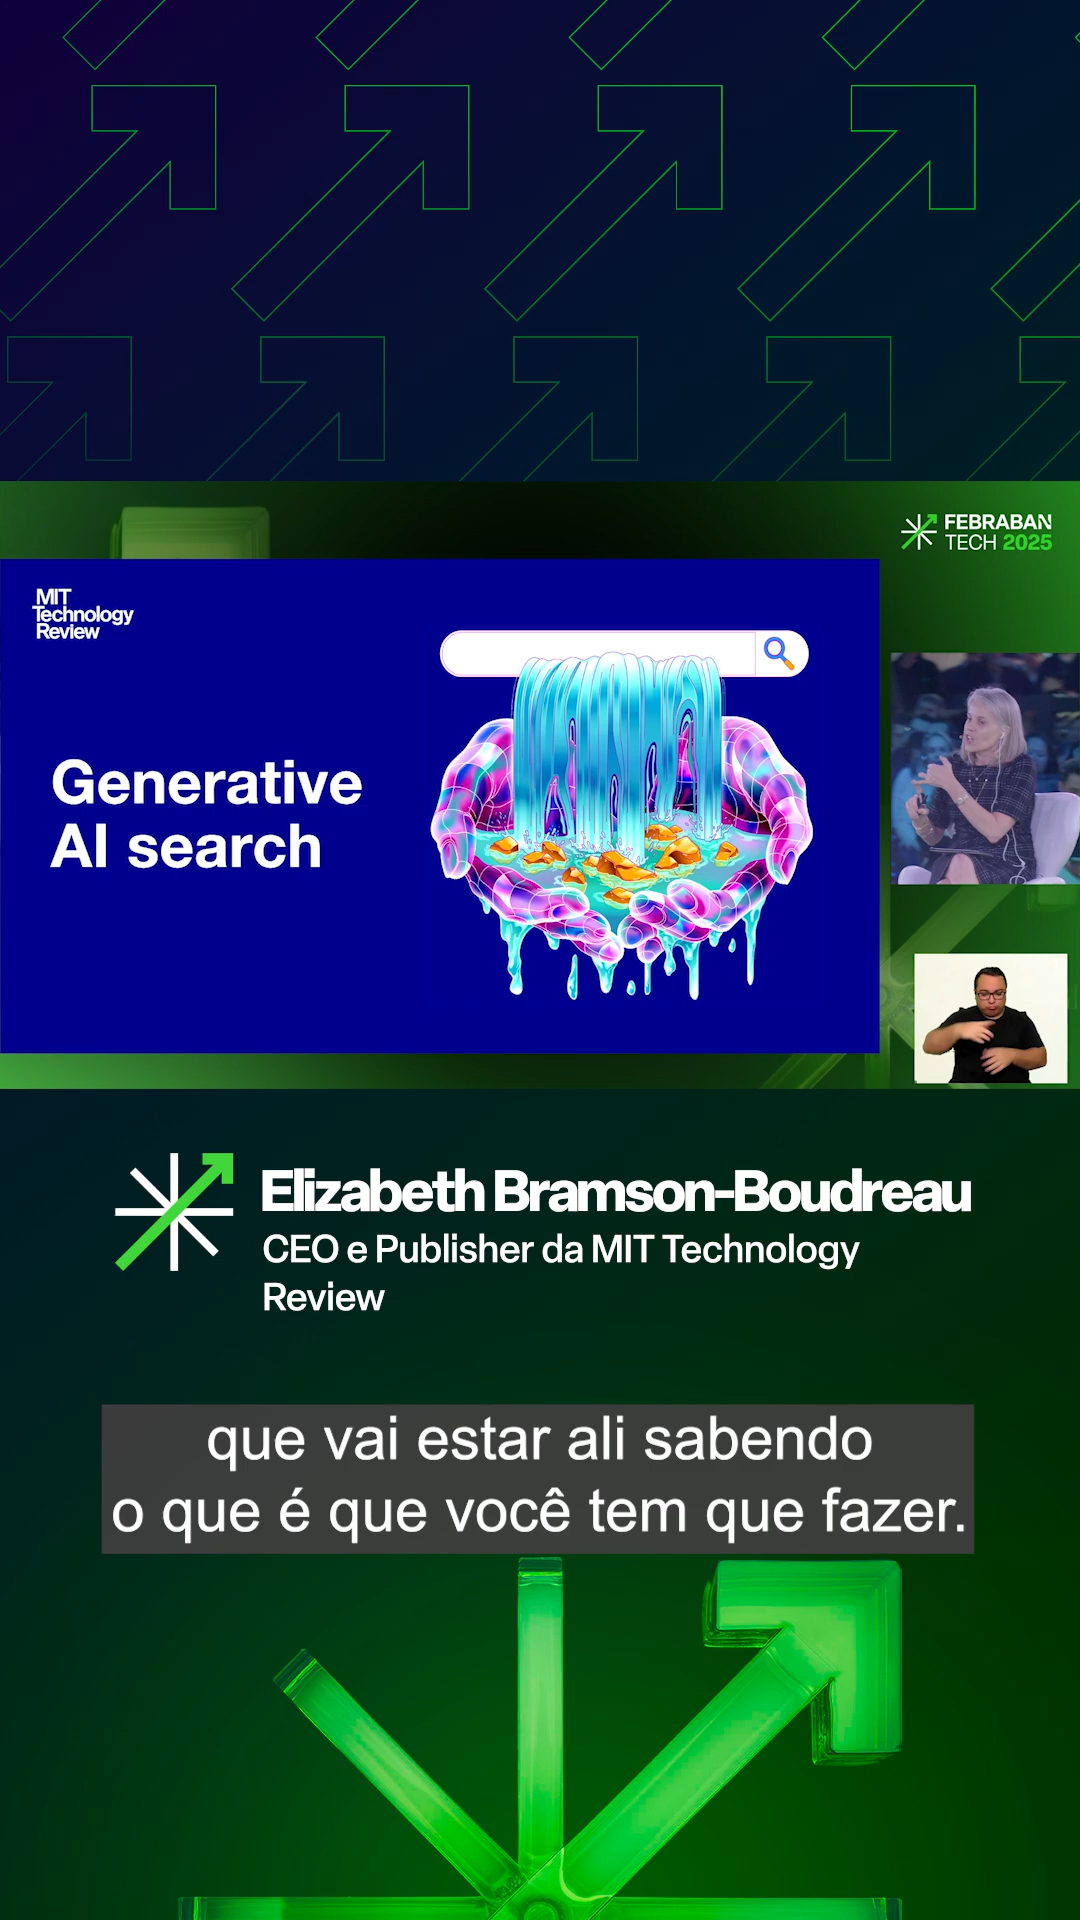 FEBRABAN
TECH 2025
MIT
Technology
Review
Generative
AI search
Elizabeth Bramson-Boudreau
CEO e Publisher da MIT Technology
Review
que vai estar ali sabendo
o que é que você tem que fazer.